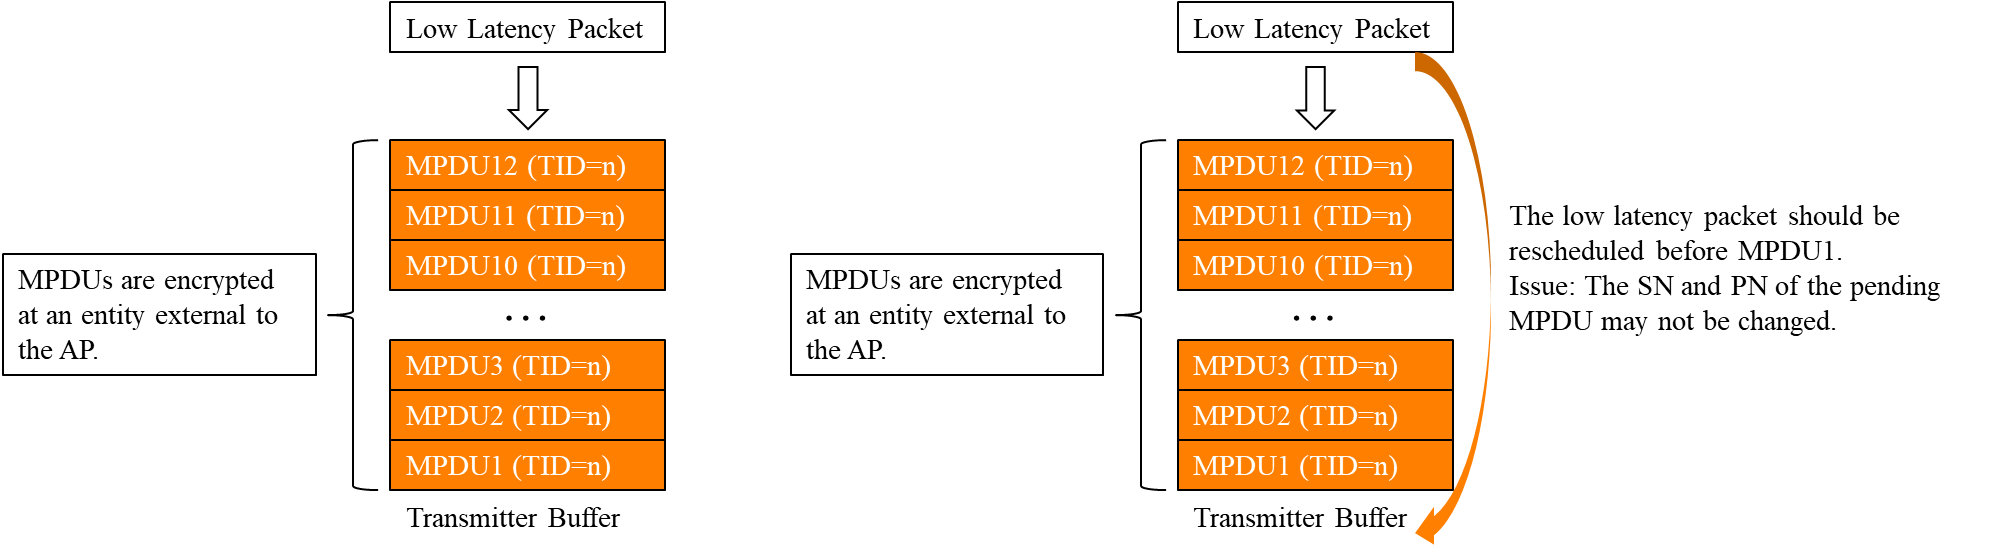 Low Latency Packet
MPDU12 (TID=n)
MPDU11 (TID=n)
MPDU10 (TID=n)
...
MPDU3 (TID=n)
MPDU2 (TID=n)
MPDU1 (TID=n)
Transmitter Buffer
MPDUs are encrypted
at an entity external to
the AP.
Low Latency Packet
MPDU12 (TID=n)
MPDU11 (TID=n)
MPDU10 (TID=n)
...
MPDU3 (TID=n)
MPDU2 (TID=n)
MPDU1 (TID=n)
Transmitter Buffer
MPDUs are encrypted
at an entity external to
the AP.
The low latency packet should be
rescheduled before MPDU1.
Issue: The SN and PN of the pending
MPDU may not be changed.